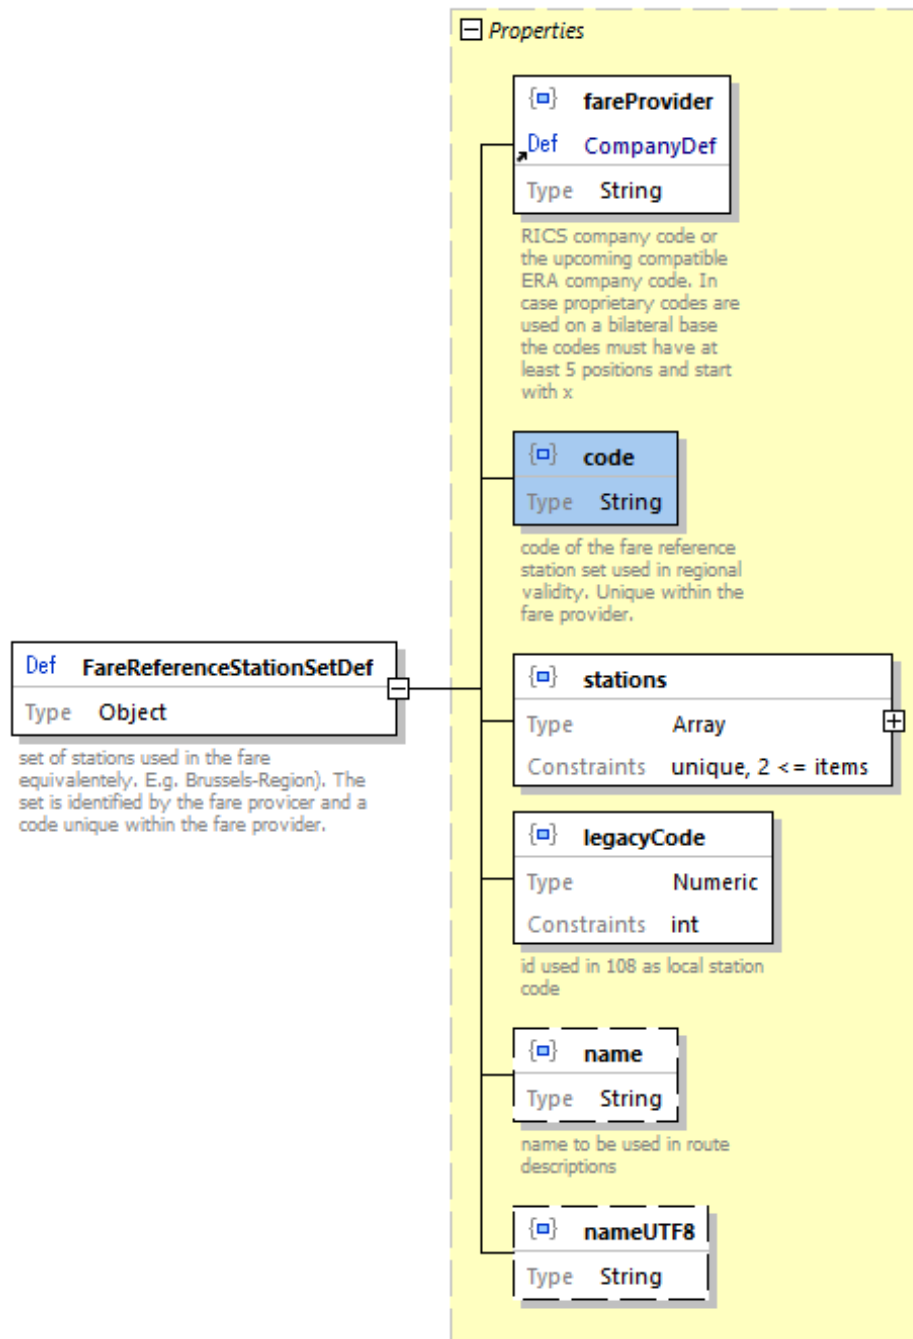 Properties
fareProvider
Def CompanyDef
Type String
RICS company code or
the upcoming compatible
ERA company code. In
case proprietary codes are
used on a bilateral base
the codes must have at
least 5 positions and start
with x
code
Type String
code of the fare reference
station set used in regional
validity. Unique within the
fare provider.
Def FareReferenceStationSetDef
Type Object
set of stations used in the fare
equivalentely. E.g. Brussels-Region). The
set is identified by the fare provicer and a
code unique within the fare provider.
stations
Type Array
Constraints unique, 2 <= items
legacyCode
Type Numeric
Constraints int
id used in 108 as local station
code
name
Type String
name to be used in route
descriptions
nameUTF8
Type String